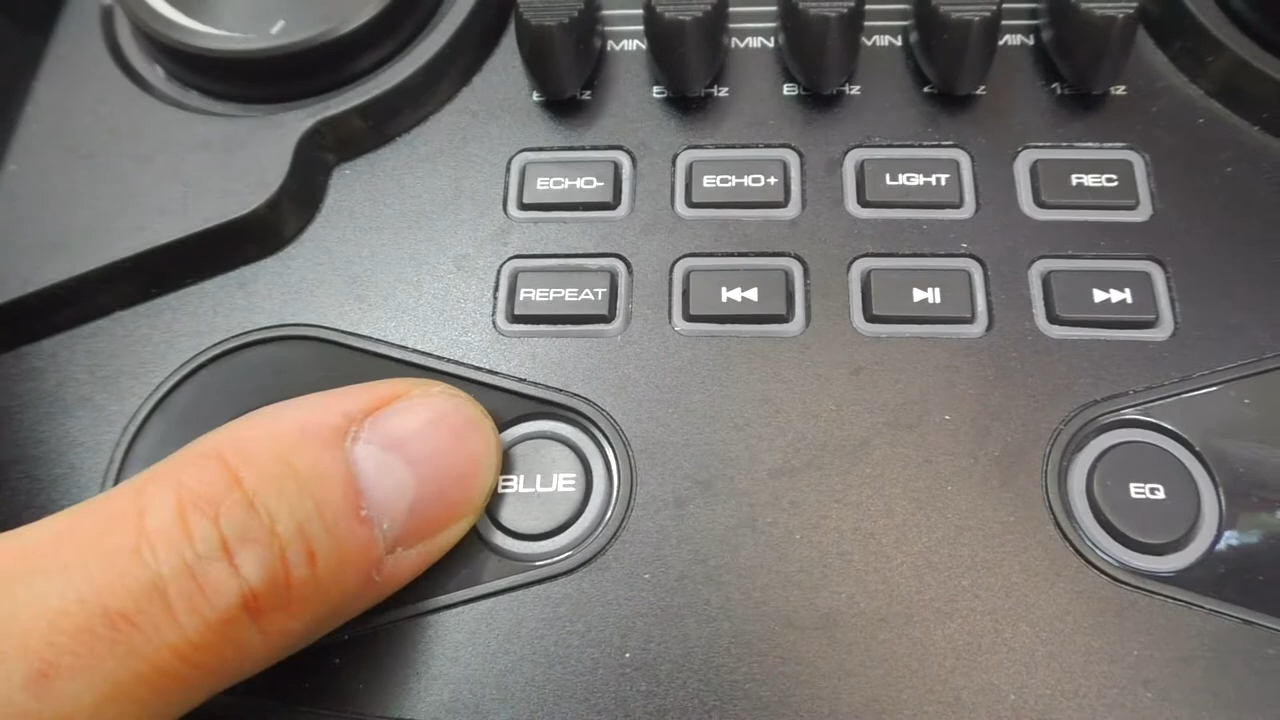 MIN MIN MIN MIN
ECHO- ECHO+ LIGHT REC
REPEAT
BLUE EQ